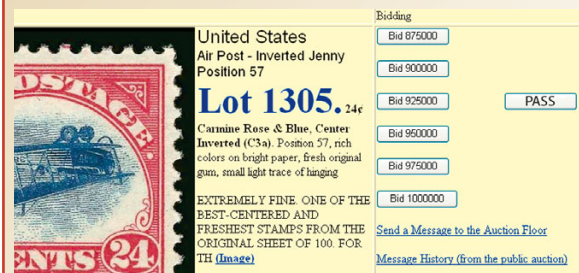 Bidding
United States
Air Post - Inverted Jenny
Position 57
Lot 1305. 24¢
Carmine Rose & Blue, Center
Inverted (C3a). Position 57, rich
colors on bright paper, fresh original
gum, small light trace of hinging
EXTREMELY FINE. ONE OF THE
BEST-CENTERED AND
FRESHEST STAMPS FROM THE
ORIGINAL SHEET OF 100. FOR
TH (Image)
Bid 875000
Bid 900000
Bid 925000
PASS
Bid 950000
Bid 975000
Bid 1000000
Send a Message to the Auction Floor
Message History (from the public auction)
POSTAGE
CENTS 24